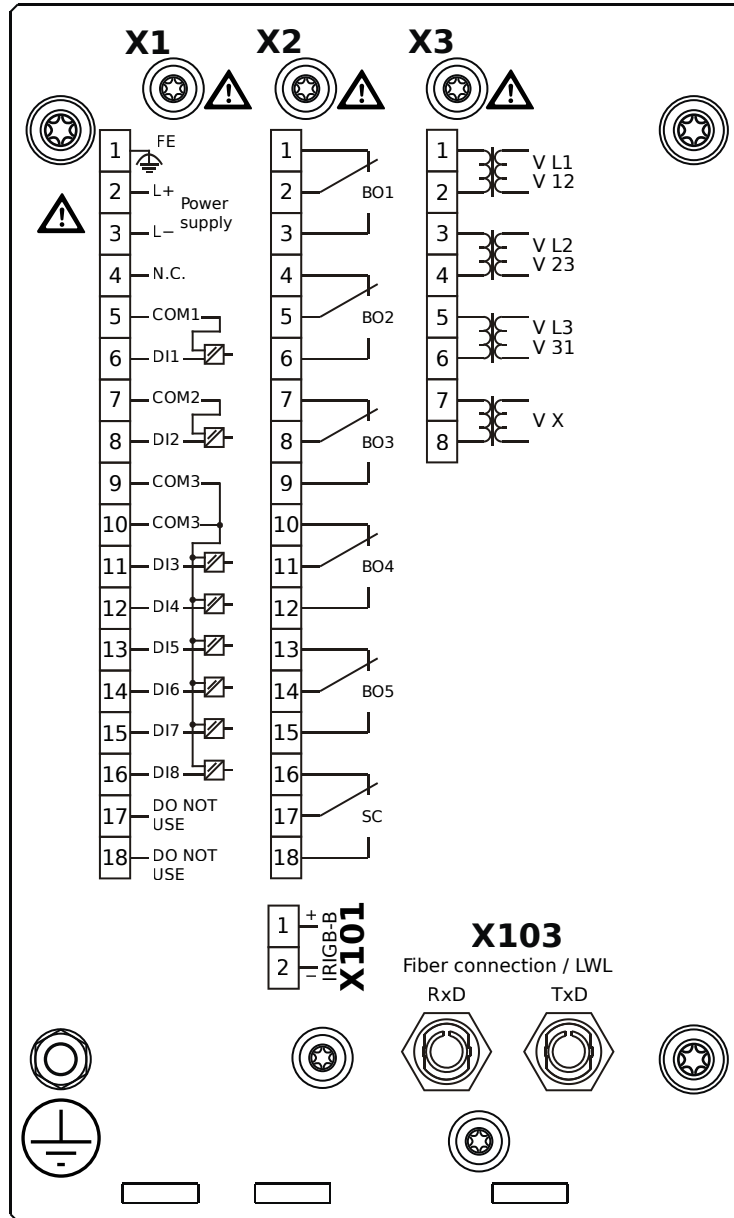 X1
X2
X3
1
FE
2
L+
Power
supply
3
L−
4
N.C.
5
COM1
6
DI1
7
COM2
8
DI2
9
COM3
10
COM3
11
DI3
12
DI4
13
DI5
14
DI6
15
DI7
16
DI8
17
DO NOT
USE
18
DO NOT
USE
1
2
BO1
3
4
5
BO2
6
7
8
BO3
9
10
11
BO4
12
13
14
BO5
15
16
17
SC
18
1
V L1
V 12
2
3
V L2
V 23
4
5
V L3
V 31
6
7
V X
8
1 +
2 −
IRIGB-B
X101
X103
Fiber connection / LWL
RxD
TxD